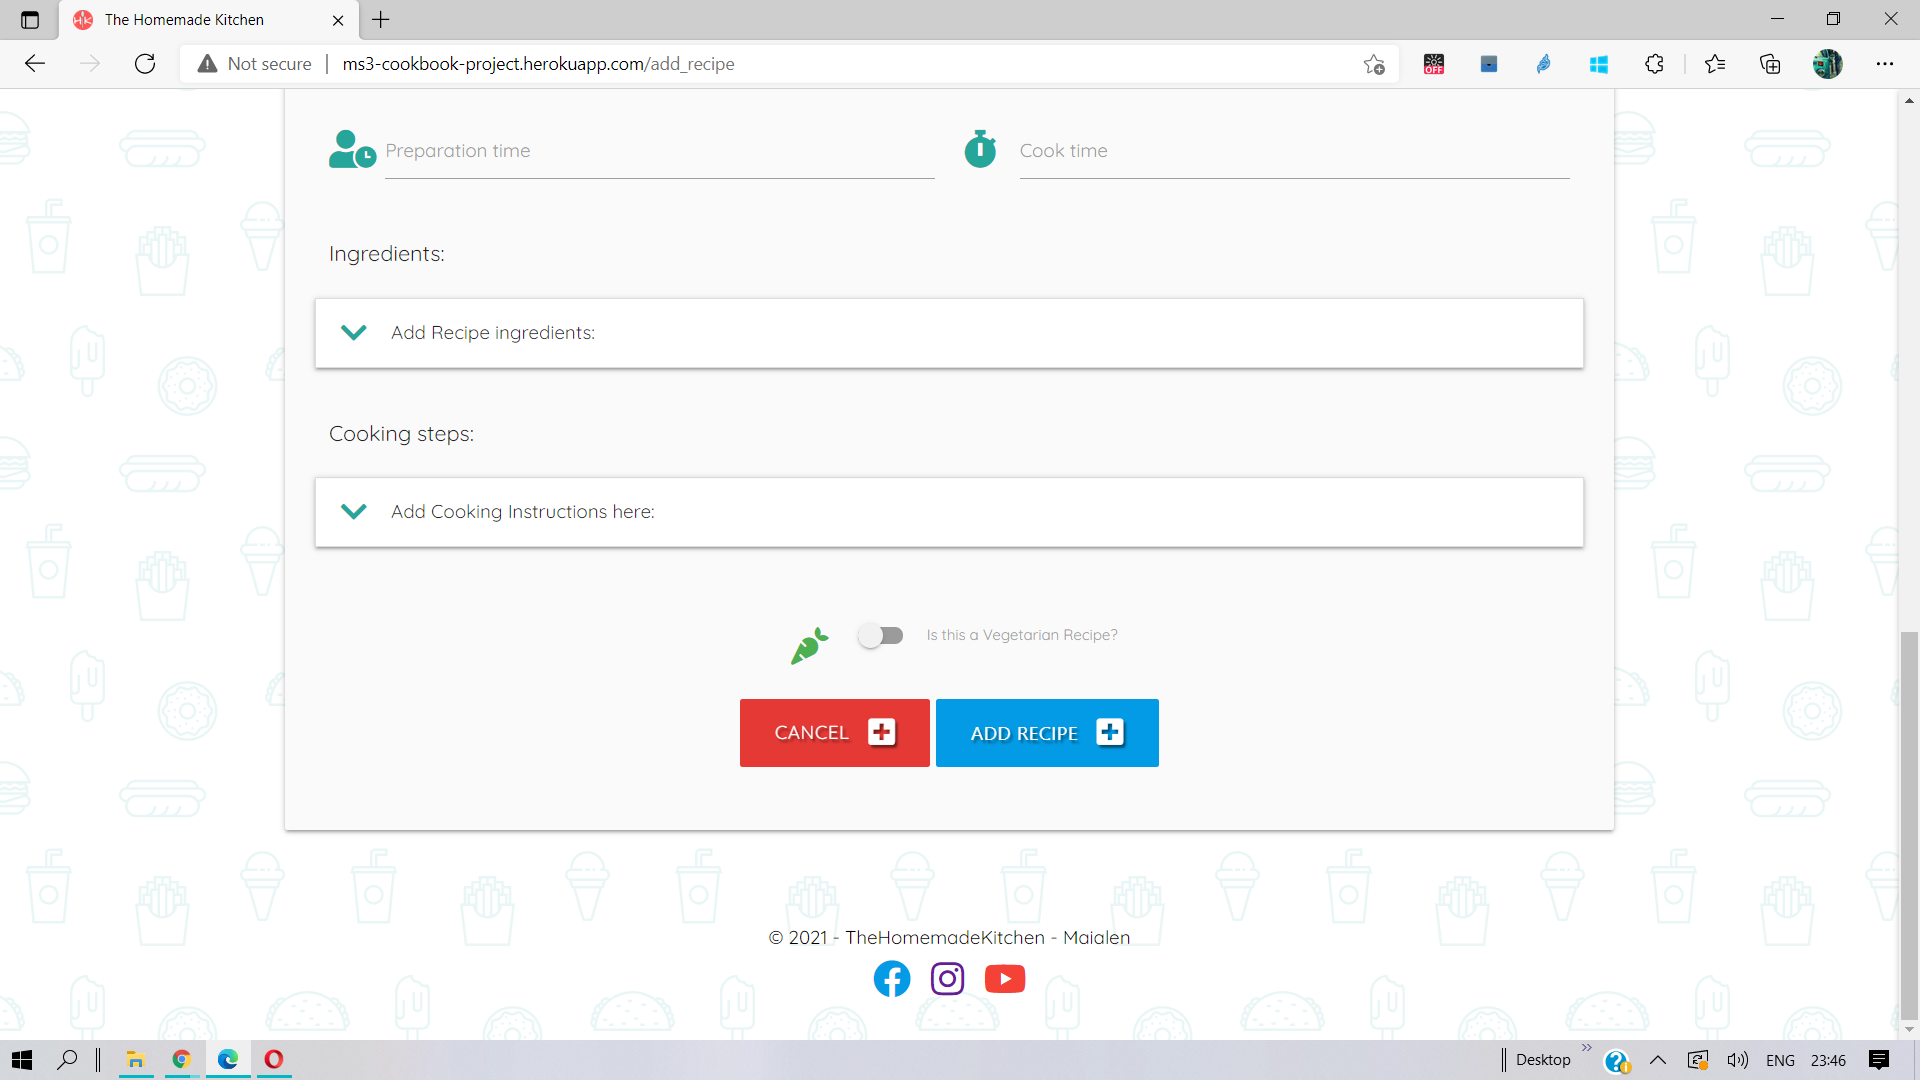 The Homemade Kitchen
Not secure
ms3-cookbook-project.herokuapp.com/add_recipe
OFF
Preparation time
Cook time
Ingredients:
Add Recipe ingredients:
Cooking steps:
Add Cooking Instructions here:
Is this a Vegetarian Recipe?
CANCEL
ADD RECIPE
© 2021 - TheHomemadeKitchen - Maialen
Desktop
ENG
23:46